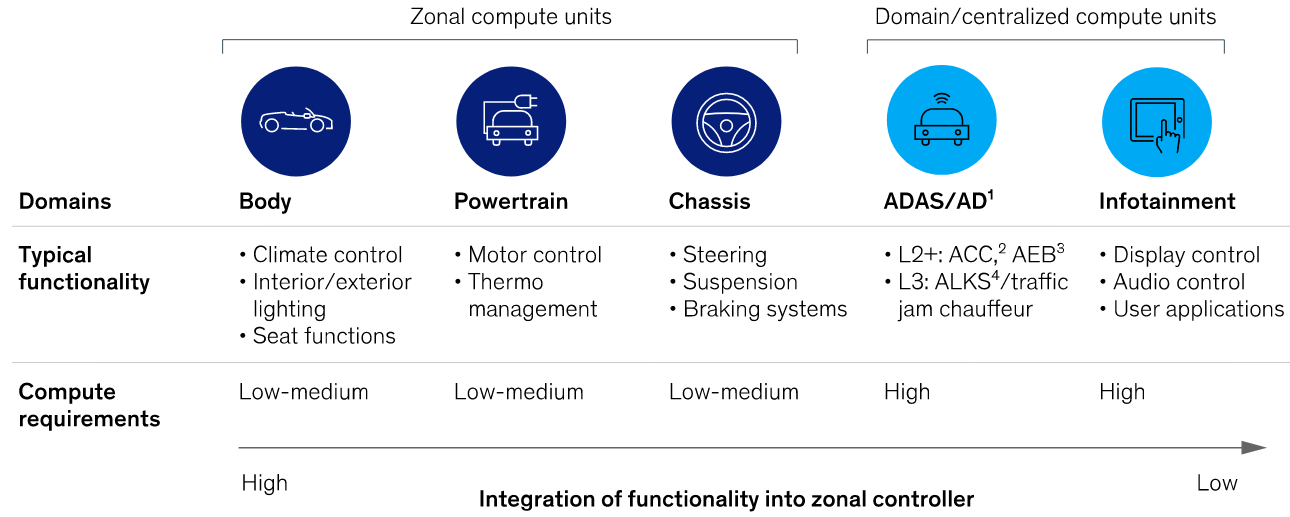 Zonal compute units
Domain/centralized compute units
Domains
Body
Powertrain
Chassis
ADAS/AD¹
Infotainment
Typical
functionality
• Climate control
• Interior/exterior
lighting
• Seat functions
• Motor control
• Thermo
management
• Steering
• Suspension
• Braking systems
• L2+: ACC,² AEB³
• L3: ALKS⁴/traffic
jam chauffeur
• Display control
• Audio control
• User applications
Compute
requirements
Low-medium
Low-medium
Low-medium
High
High
High
Low
Integration of functionality into zonal controller